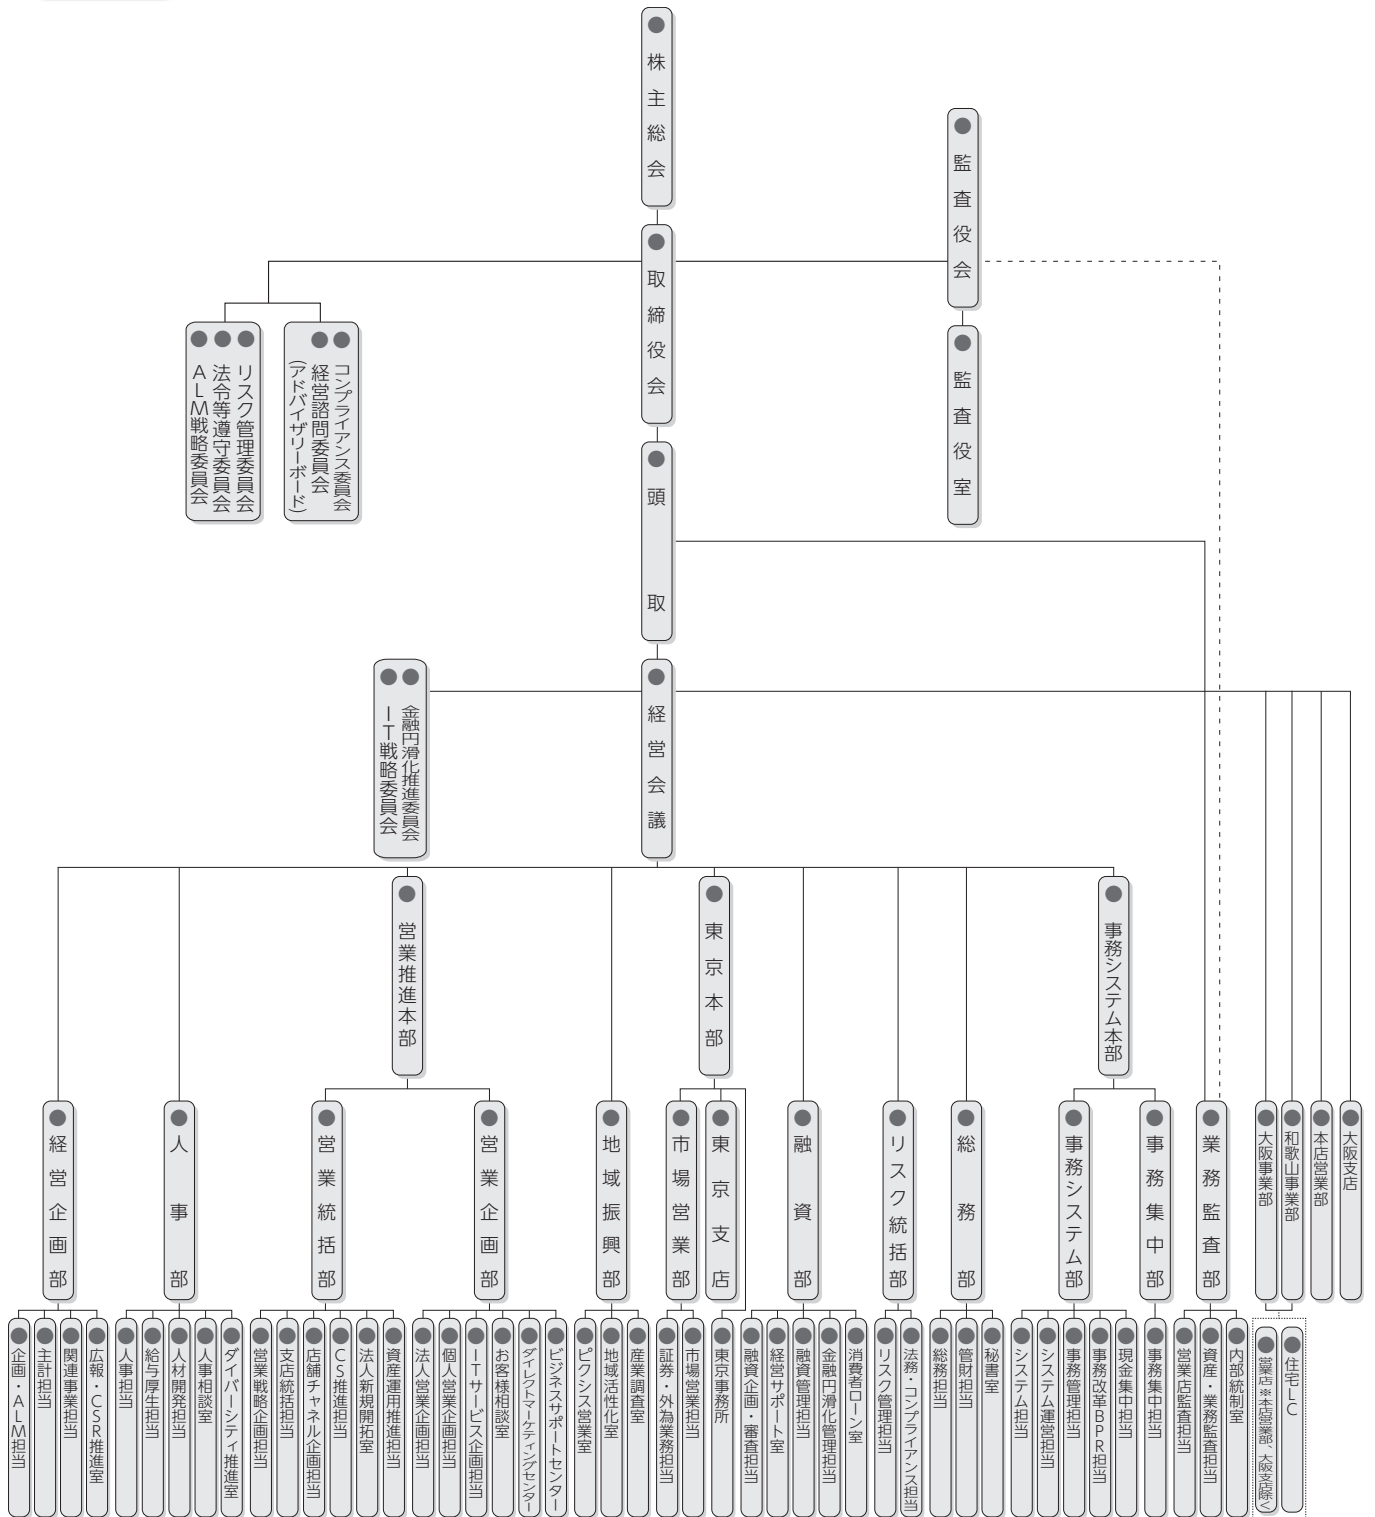 株主総会
監査役会
取締役会
監査役室
リスク管理委員会
法令等遵守委員会
ALM戦略委員会
コンプライアンス委員会
経営諮問委員会
(アドバイザリーボード)
頭取
経営会議
金融円滑化推進委員会
IT戦略委員会
営業推進本部
東京本部
事務システム本部
経営企画部
人事部
営業統括部
営業企画部
地域振興部
市場営業部
東京支店
融資部
リスク統括部
総務部
事務システム部
事務集中部
業務監査部
大阪事業部
和歌山事業部
本店営業部
大阪支店
企画・ALM担当
主計担当
関連事業担当
広報・CSR推進室
人事担当
給与厚生担当
人材開発担当
人事相談室
ダイバーシティ推進室
営業戦略企画担当
支店統括担当
店舗チャネル企画担当
CS推進担当
法人新規開拓室
資産運用推進担当
法人営業企画担当
個人営業企画担当
ITサービス企画担当
お客様相談室
ダイレクトマーケティングセンター
ビジネスサポートセンター
ピクシス営業室
地域活性化室
産業調査室
証券・外為業務担当
市場営業担当
東京事務所
融資企画・審査担当
経営サポート室
融資管理担当
金融円滑化管理担当
消費者ローン室
リスク管理担当
法務・コンプライアンス担当
総務担当
管財担当
秘書室
システム担当
システム運営担当
事務管理担当
事務改革BPR担当
現金集中担当
事務集中担当
営業店監査担当
資産・業務監査担当
内部統制室
営業店※本店営業部、大阪支店除く
住宅LC